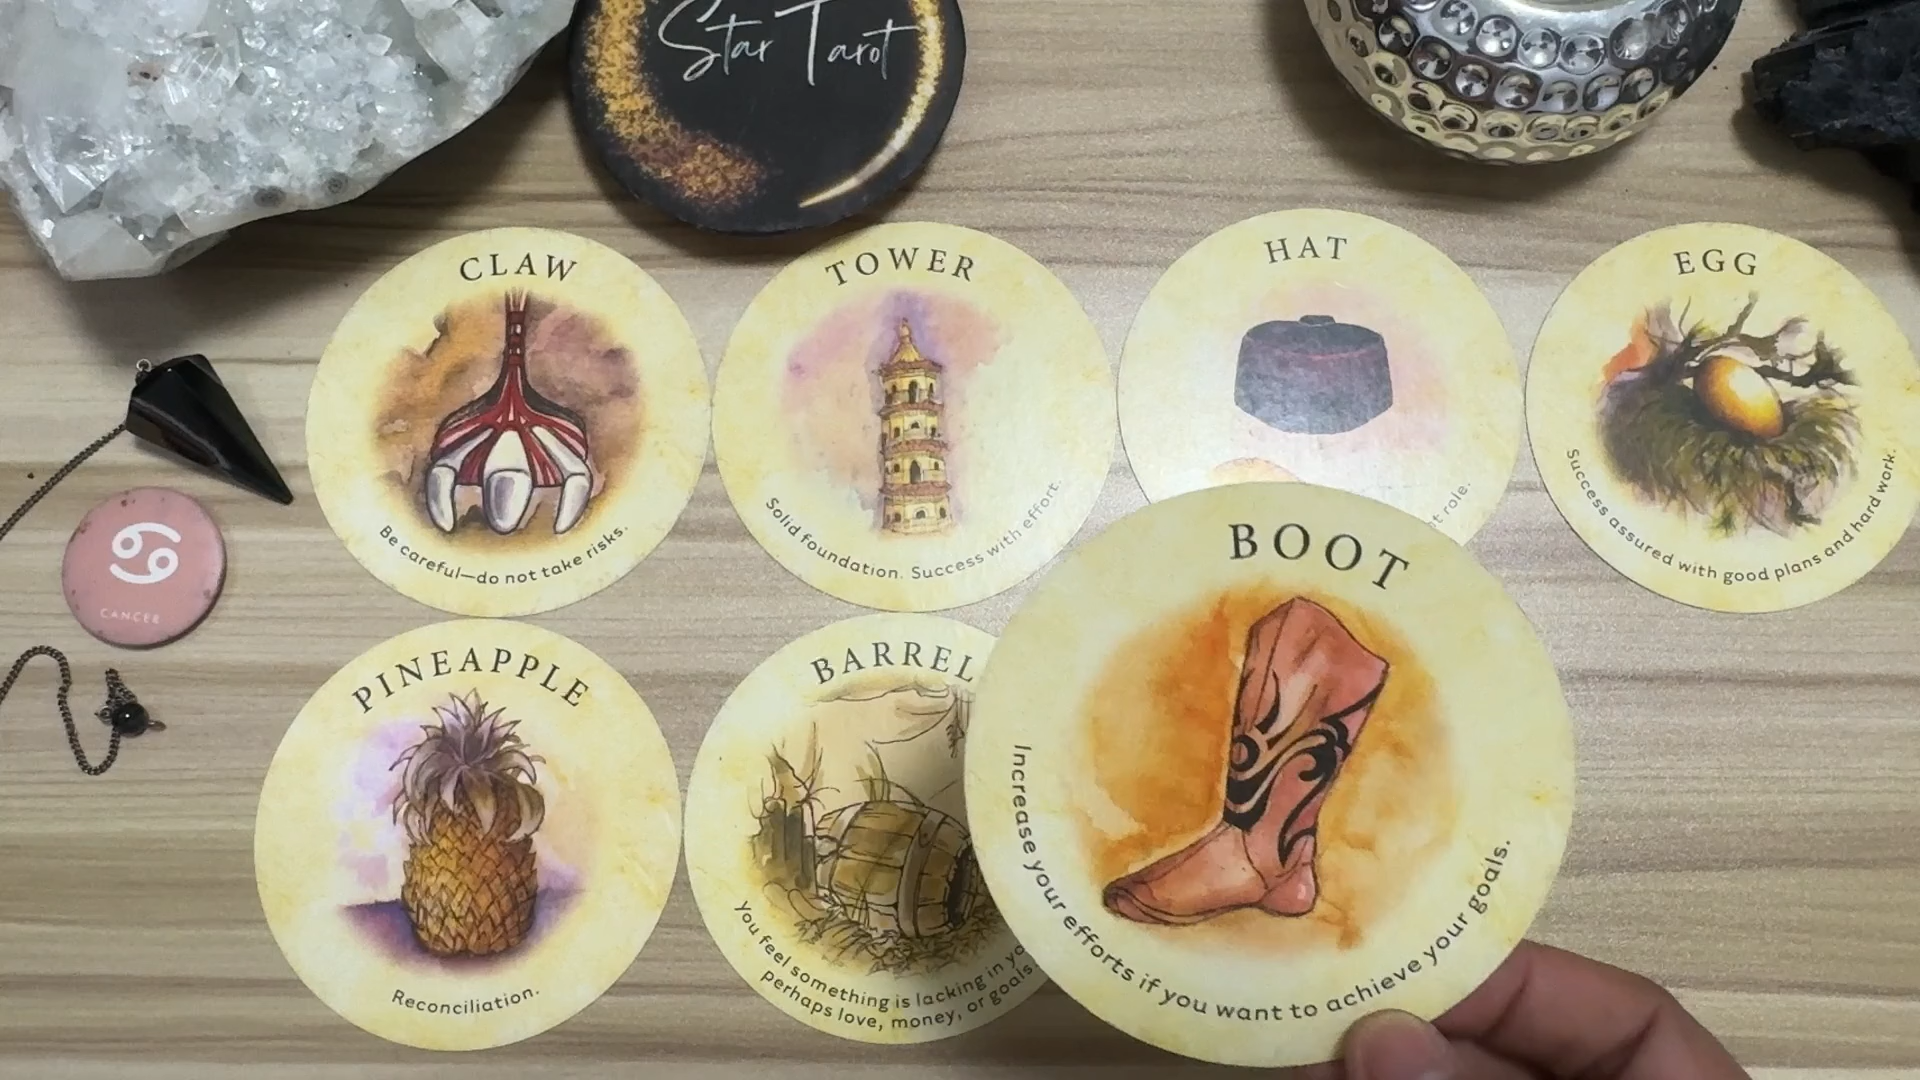 Star Tarot
CLAW
Be careful—do not take risks.
TOWER
Solid foundation. Success with effort.
HAT
role.
EGG
Success assured with good plans and hard work.
CANCER
PINEAPPLE
Reconciliation.
BARREL
You feel something is lacking in
perhaps love, money, or goals
BOOT
Increase your efforts if you want to achieve your goals.